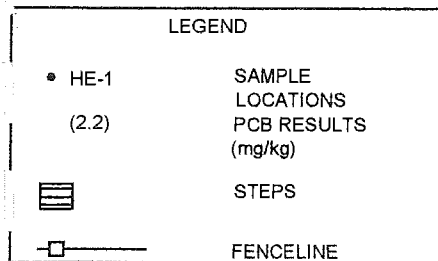 LEGEND
HE-1 SAMPLE
LOCATIONS
(2.2) PCB RESULTS
(mg/kg)
STEPS
FENCELINE